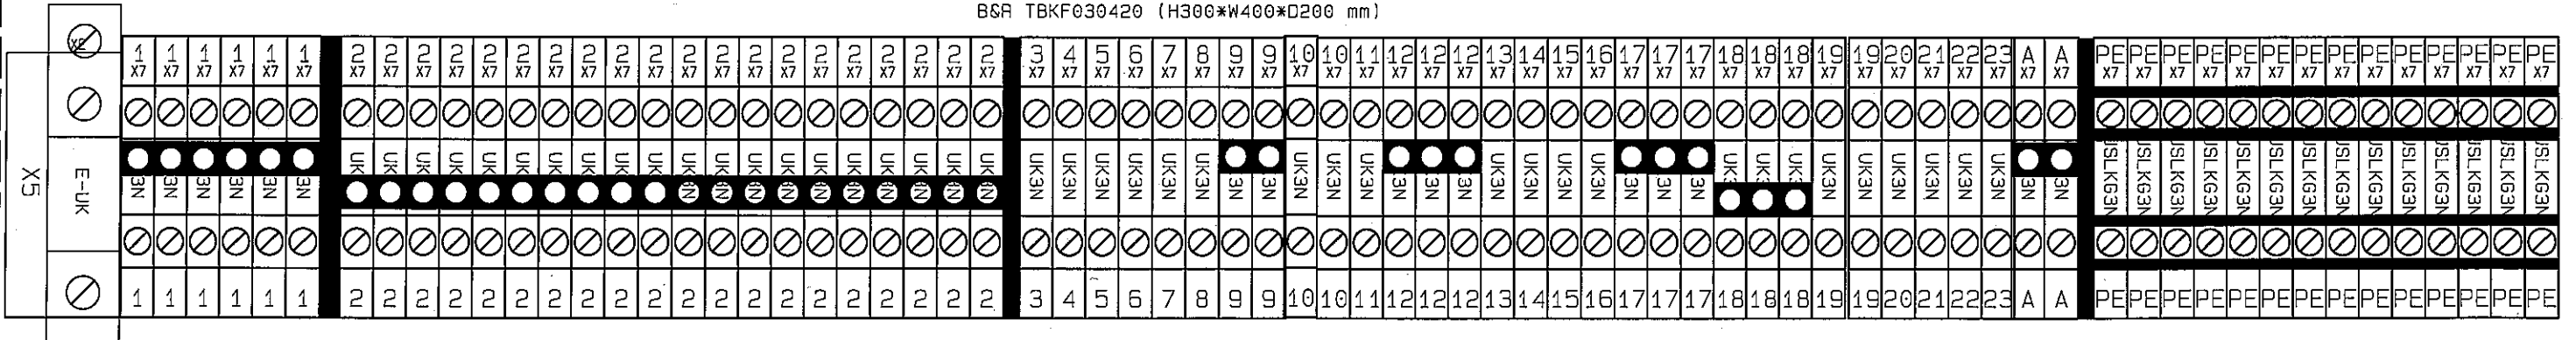 B&R TBKF030420 (H300*W400*D200 mm)
XE
1 1 1 1 1 1 2 2 2 2 2 2 2 2 2 2 2 2 2 2 2 2 2 2 2 2 3 4 5 6 7 8 9 9 10 10 11 12 12 12 13 14 15 16 17 17 17 18 18 18 19 19 20 21 22 23 A A PE PE PE PE PE PE PE PE PE PE PE PE PE PE
X7 X7 X7 X7 X7 X7 X7 X7 X7 X7 X7 X7 X7 X7 X7 X7 X7 X7 X7 X7 X7 X7 X7 X7 X7 X7 X7 X7 X7 X7 X7 X7 X7 X7 X7 X7 X7 X7 X7 X7 X7 X7 X7 X7 X7 X7 X7 X7 X7 X7 X7 X7 X7 X7 X7 X7 X7 X7 X7 X7 X7 X7 X7 X7 X7 X7 X7 X7 X7 X7 X7 X7
X5
E-UK
3N 3N 3N 3N 3N 3N UK UK UK UK UK UK UK UK UK UK UK3N UK3N UK3N UK3N UK3N UK3N UK3N UK3N UK3N UK3N UK3N UK3N UK3N UK3N UK3N UK3N 3N 3N UK3N UK3N UK3N 3N 3N 3N UK3N UK3N UK3N UK3N 3N 3N 3N UK UK UK UK3N UK3N UK3N UK3N UK3N UK3N 3N 3N USLKG3N USLKG3N USLKG3N USLKG3N USLKG3N USLKG3N USLKG3N USLKG3N USLKG3N USLKG3N USLKG3N USLKG3N USLKG3N USLKG3N
1 1 1 1 1 1 2 2 2 2 2 2 2 2 2 2 2 2 2 2 2 2 2 2 2 2 3 4 5 6 7 8 9 9 10 10 11 12 12 12 13 14 15 16 17 17 17 18 18 18 19 19 20 21 22 23 A A PE PE PE PE PE PE PE PE PE PE PE PE PE PE